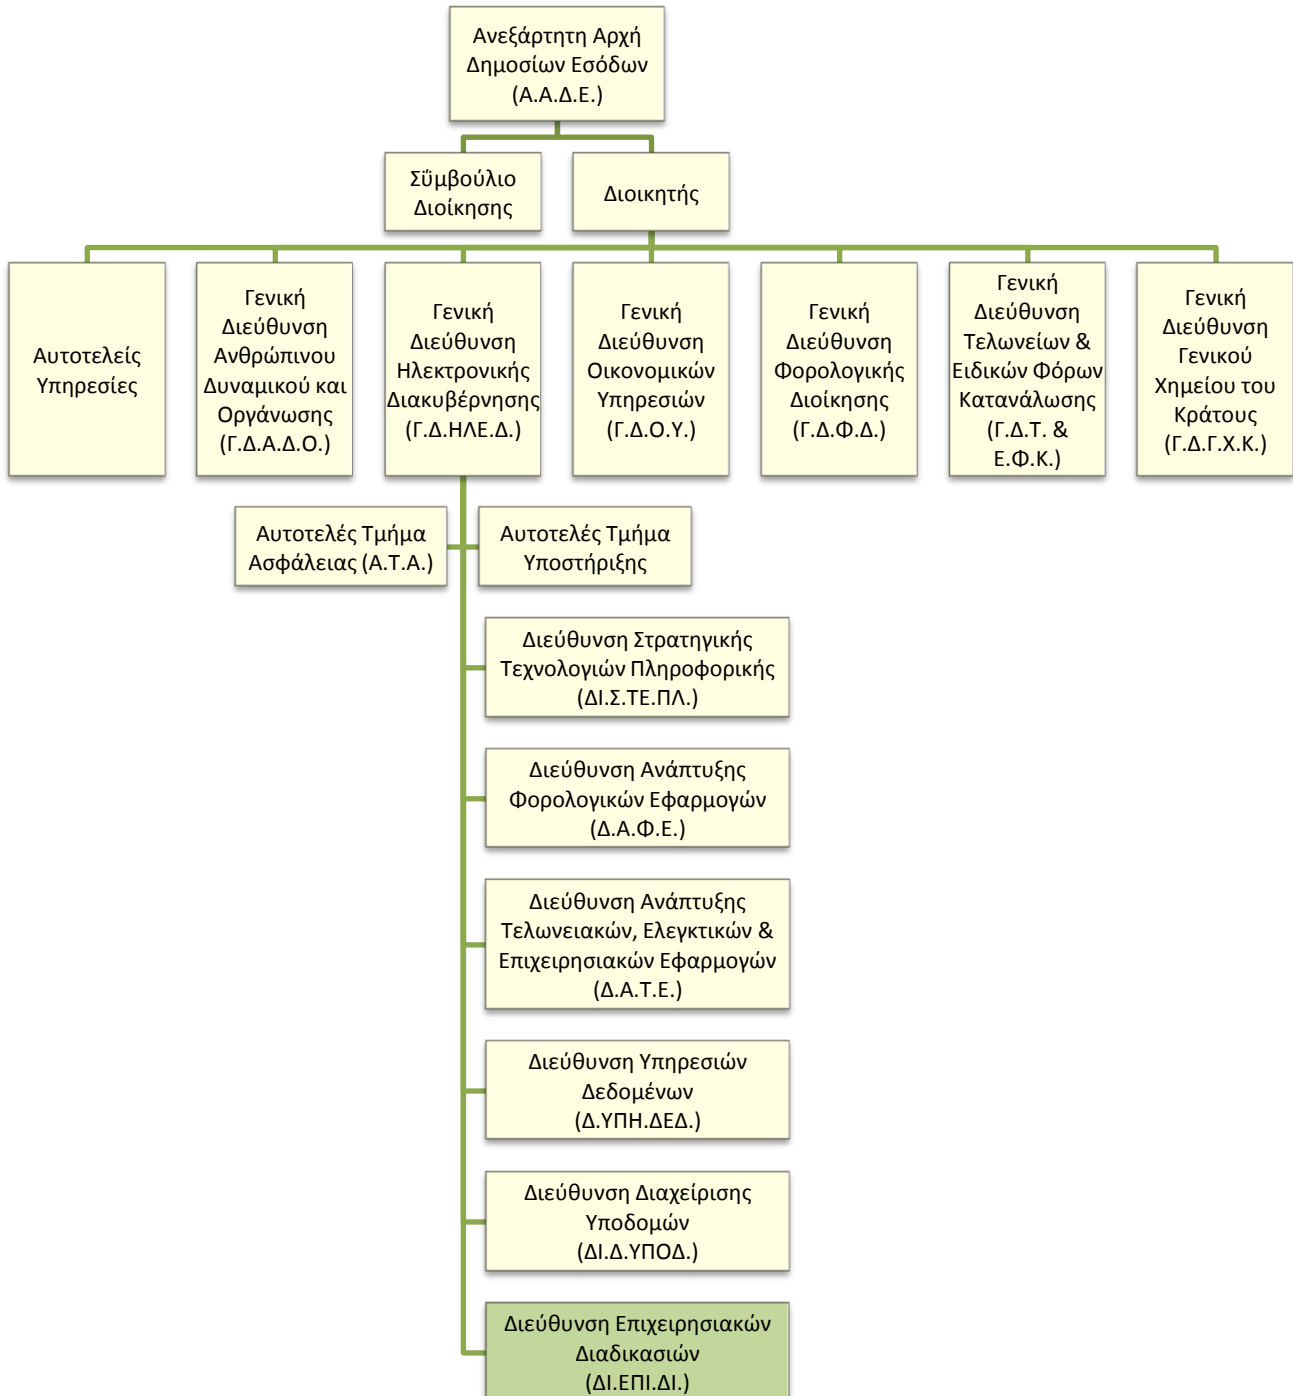 Ανεξάρτητη Αρχή
Δημοσίων Εσόδων
(Α.Α.Δ.Ε.)
Σΰμβούλιο
Διοίκησης
Διοικητής
Αυτοτελείς
Υπηρεσίες
Γενική
Διεύθυνση
Ανθρώπινου
Δυναμικού και
Οργάνωσης
(Γ.Δ.Α.Δ.Ο.)
Γενική
Διεύθυνση
Ηλεκτρονικής
Διακυβέρνησης
(Γ.Δ.ΗΛΕ.Δ.)
Γενική
Διεύθυνση
Οικονομικών
Υπηρεσιών
(Γ.Δ.Ο.Υ.)
Γενική
Διεύθυνση
Φορολογικής
Διοίκησης
(Γ.Δ.Φ.Δ.)
Γενική
Διεύθυνση
Τελωνείων &
Ειδικών Φόρων
Κατανάλωσης
(Γ.Δ.Τ. &
Ε.Φ.Κ.)
Γενική
Διεύθυνση
Γενικού
Χημείου του
Κράτους
(Γ.Δ.Γ.Χ.Κ.)
Αυτοτελές Τμήμα
Ασφάλειας (Α.Τ.Α.)
Αυτοτελές Τμήμα
Υποστήριξης
Διεύθυνση Στρατηγικής
Τεχνολογιών Πληροφορικής
(ΔΙ.Σ.ΤΕ.ΠΛ.)
Διεύθυνση Ανάπτυξης
Φορολογικών Εφαρμογών
(Δ.Α.Φ.Ε.)
Διεύθυνση Ανάπτυξης
Τελωνειακών, Ελεγκτικών &
Επιχειρησιακών Εφαρμογών
(Δ.Α.Τ.Ε.)
Διεύθυνση Υπηρεσιών
Δεδομένων
(Δ.ΥΠΗ.ΔΕΔ.)
Διεύθυνση Διαχείρισης
Υποδομών
(ΔΙ.Δ.ΥΠΟΔ.)
Διεύθυνση Επιχειρησιακών
Διαδικασιών
(ΔΙ.ΕΠΙ.ΔΙ.)